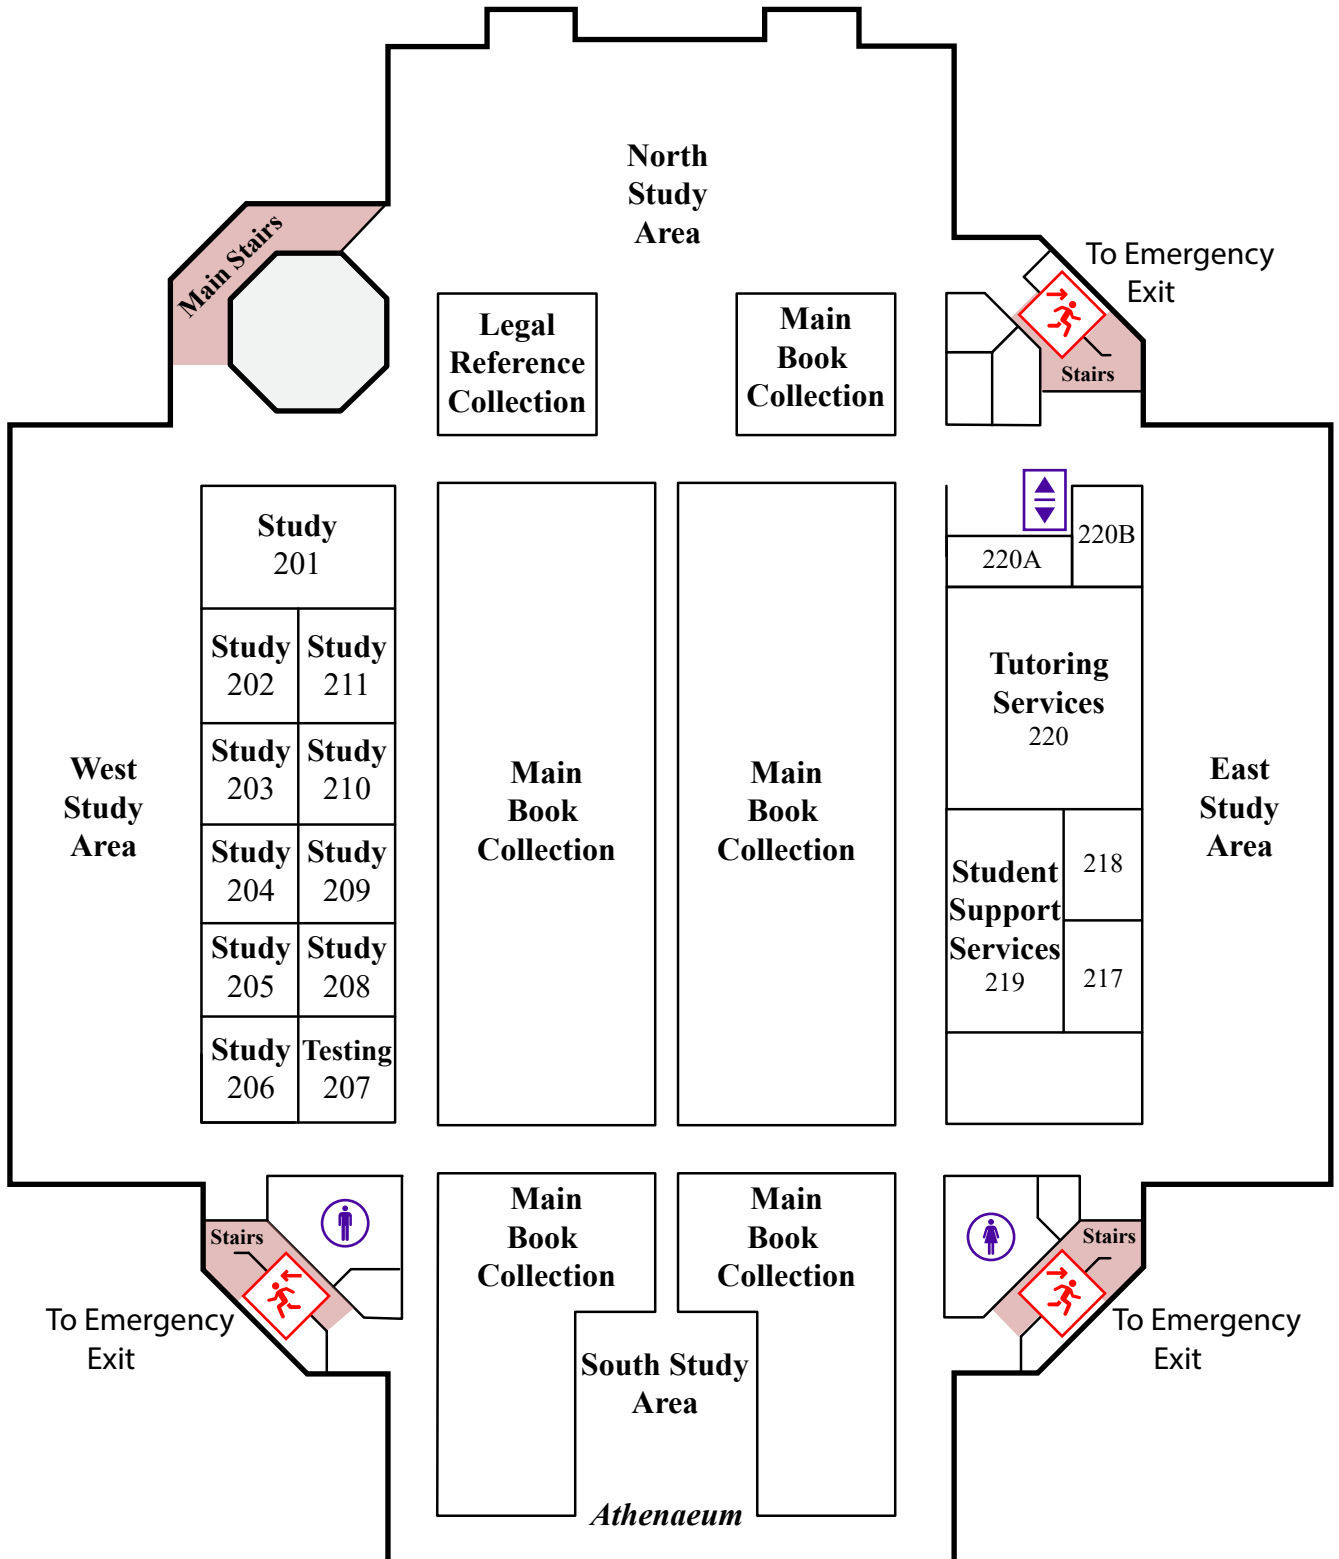 North
Study
Area
Main Stairs
To Emergency
Exit
Legal
Reference
Collection
Main
Book
Collection
Stairs
Study
201
220A
220B
Study
202
Study
211
Tutoring
Services
220
Study
203
Study
210
West
Study
Area
Main
Book
Collection
Main
Book
Collection
East
Study
Area
Study
204
Study
209
Student
Support
Services
219
218
Study
205
Study
208
217
Study
206
Testing
207
Stairs
Main
Book
Collection
Main
Book
Collection
Stairs
To Emergency
Exit
To Emergency
Exit
South Study
Area
Athenaeum